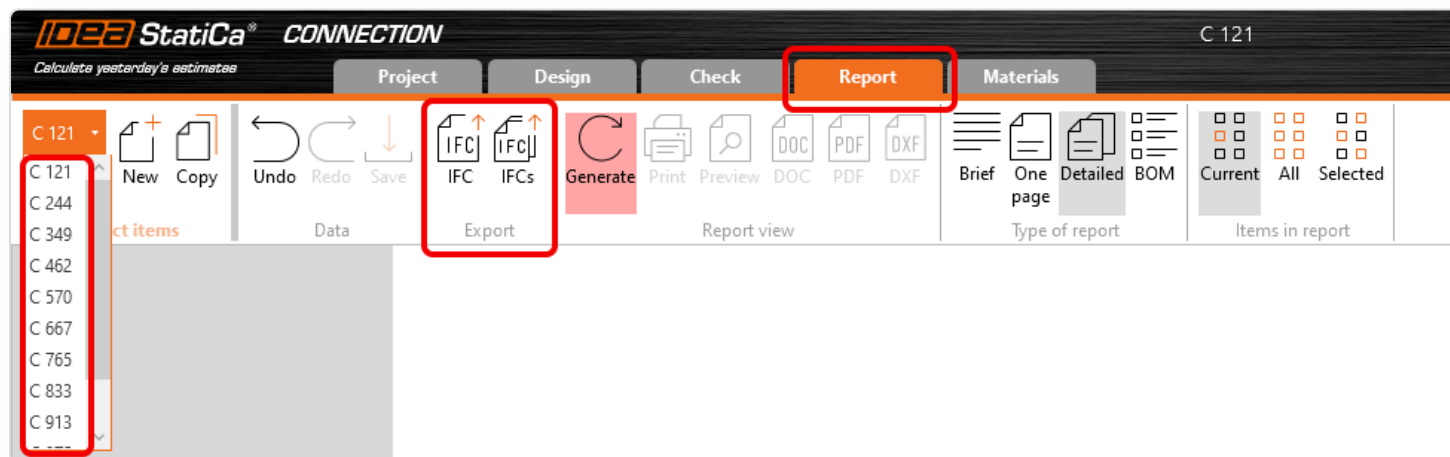 IDEA StatiCa® CONNECTION
C 121
Calculate yesterday's estimates
Project
Design
Check
Report
Materials
C 121
C 121
C 244
C 349
C 462
C 570
C 667
C 765
C 833
C 913
New
Copy
ct items
Undo
Redo
Save
Data
IFC
IFC
IFC
IFCs
Export
Generate
Print
Preview
DOC
DOC
PDF
PDF
DXF
DXF
Report view
Brief
One
page
Detailed
BOM
Type of report
Current
All
Selected
Items in report